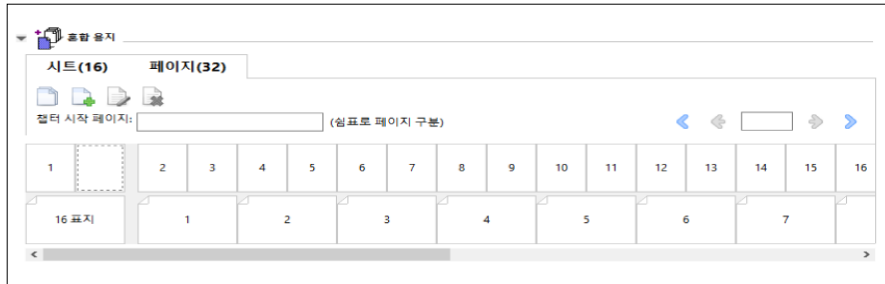 혼합 용지
시트(16) 페이지(32)
챕터 시작 페이지: (쉼표로 페이지 구분)
1 2 3 4 5 6 7 8 9 10 11 12 13 14 15 16
16 표지 1 2 3 4 5 6 7